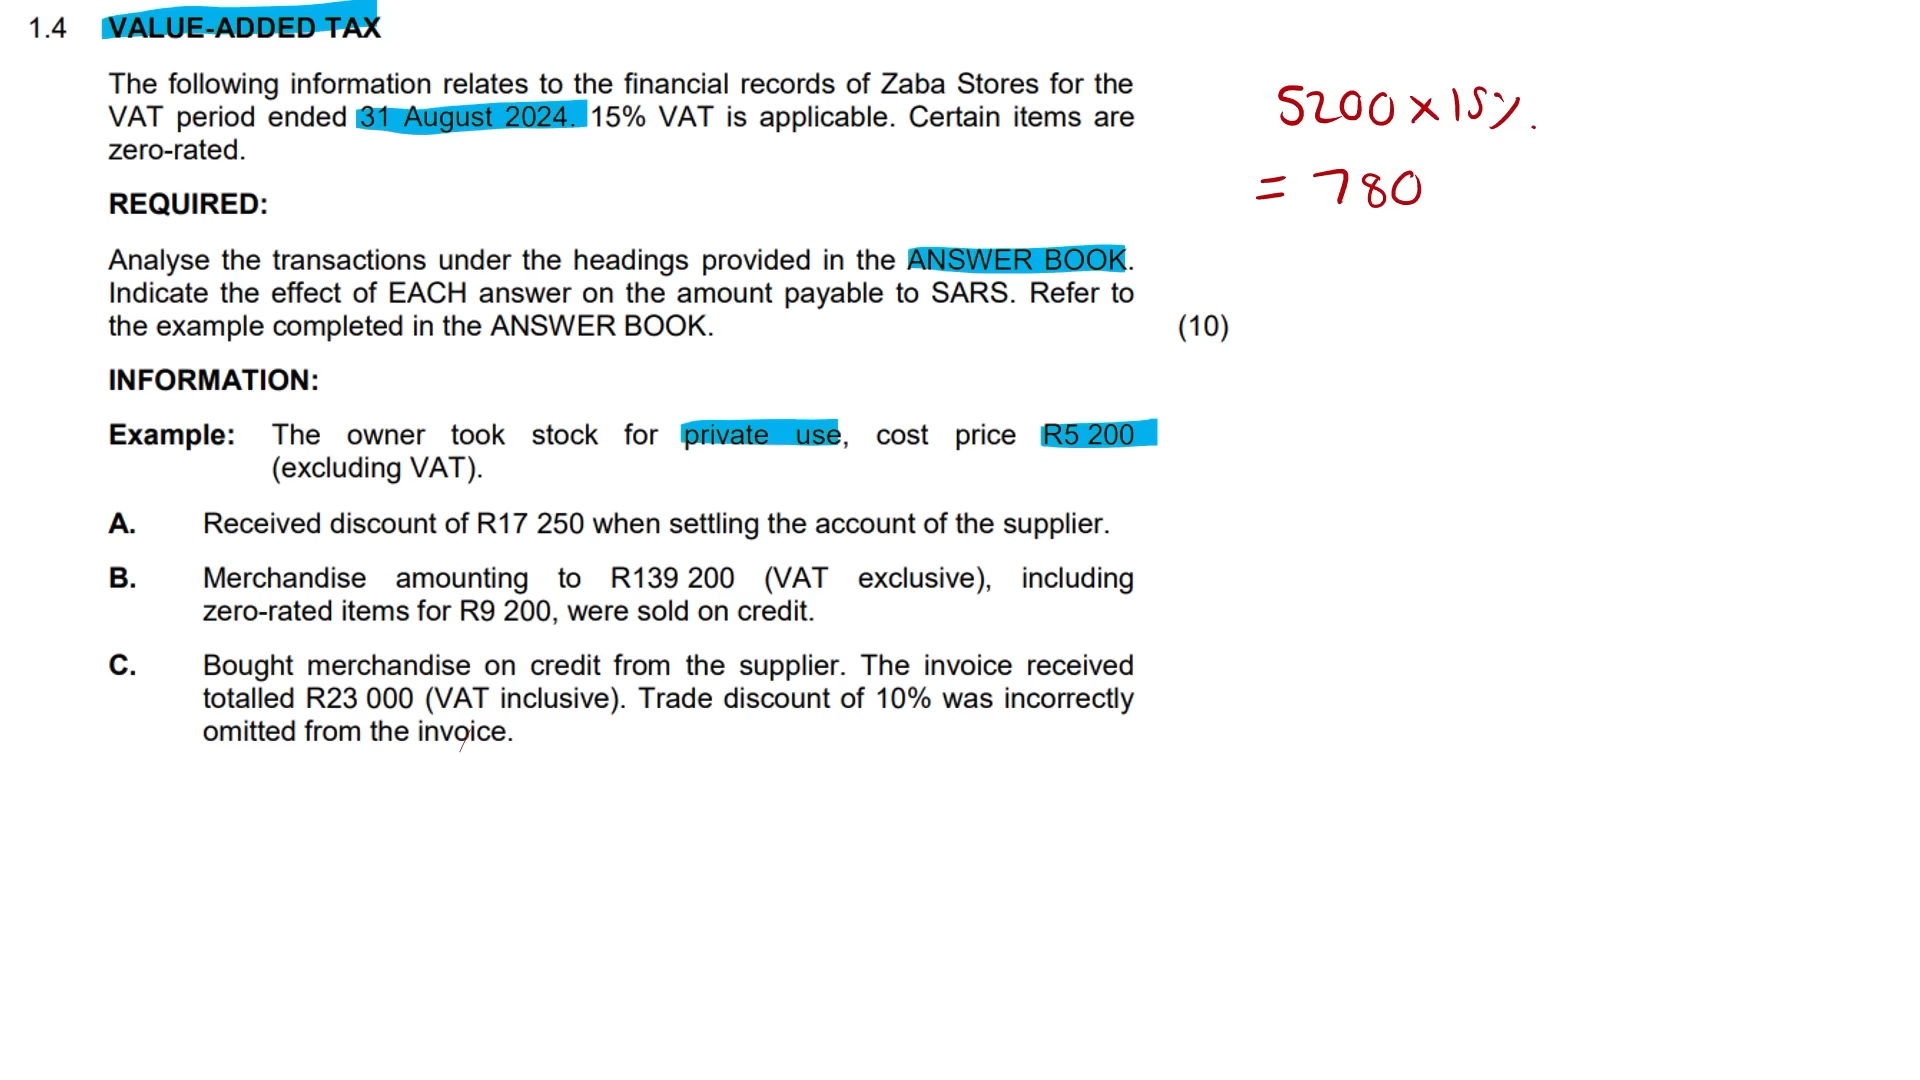 1.4 VALUE-ADDED TAX
The following information relates to the financial records of Zaba Stores for the
VAT period ended 31 August 2024. 15% VAT is applicable. Certain items are
zero-rated.
REQUIRED:
Analyse the transactions under the headings provided in the ANSWER BOOK.
Indicate the effect of EACH answer on the amount payable to SARS. Refer to
the example completed in the ANSWER BOOK. (10)
INFORMATION:
Example: The owner took stock for private use, cost price R5 200
(excluding VAT).
A. Received discount of R17 250 when settling the account of the supplier.
B. Merchandise amounting to R139 200 (VAT exclusive), including
zero-rated items for R9 200, were sold on credit.
C. Bought merchandise on credit from the supplier. The invoice received
totalled R23 000 (VAT inclusive). Trade discount of 10% was incorrectly
omitted from the invoice.
5200 × 15%.
= 780